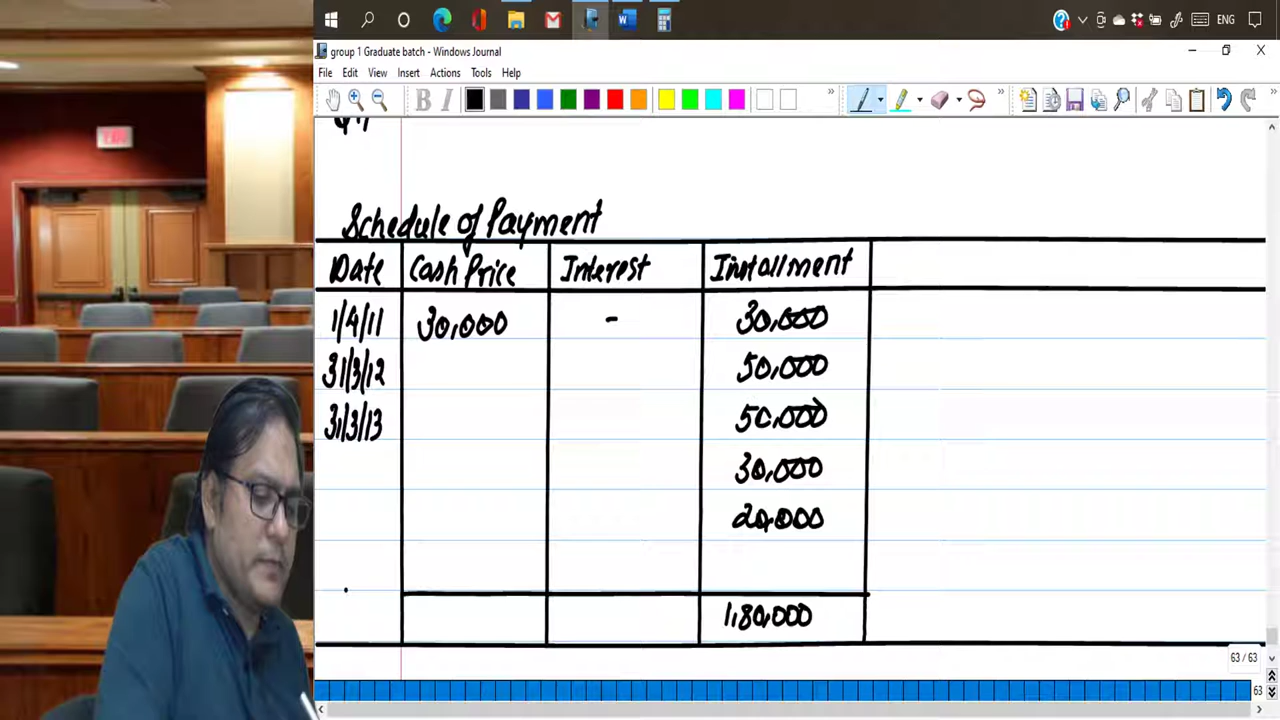 ENG
group 1 Graduate batch - Windows Journal
File Edit View Insert Actions Tools Help
B I
Schedule of Payment
Date Cash Price Interest Installment
1/4/11 30,000 - 30,000
31/3/12 50,000
31/3/13 50,000
30,000
20,000
1,80,000
63 / 63
63